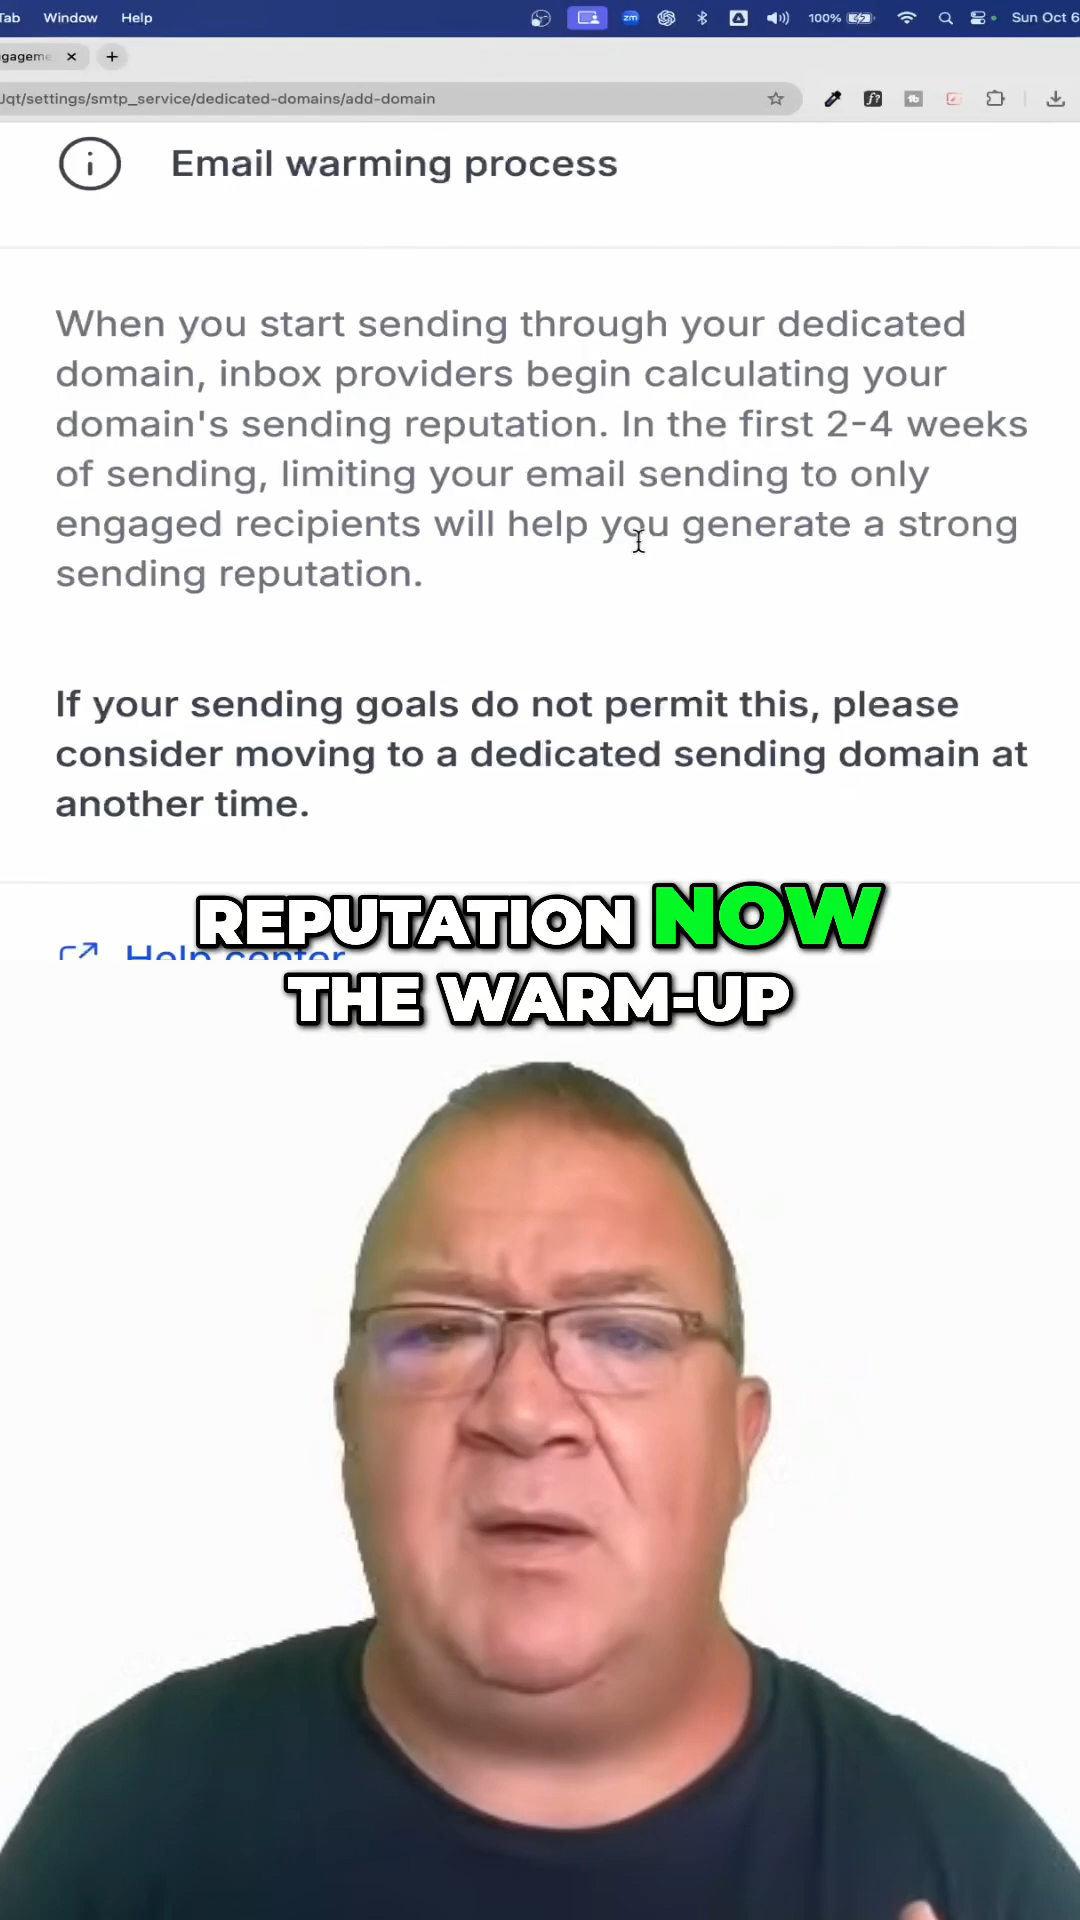 Tab Window Help zm 100% Sun Oct 6
gageme
Jqt/settings/smtp_service/dedicated-domains/add-domain f? tb
Email warming process
When you start sending through your dedicated
domain, inbox providers begin calculating your
domain's sending reputation. In the first 2-4 weeks
of sending, limiting your email sending to only
engaged recipients will help you generate a strong
sending reputation.
If your sending goals do not permit this, please
consider moving to a dedicated sending domain at
another time.
REPUTATION NOW
Help center
THE WARM-UP